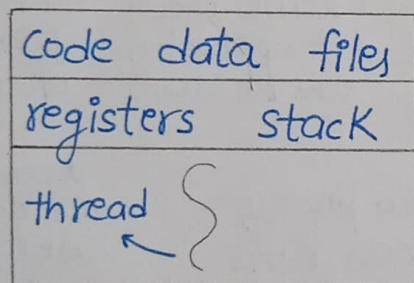 code data files
registers stack
thread